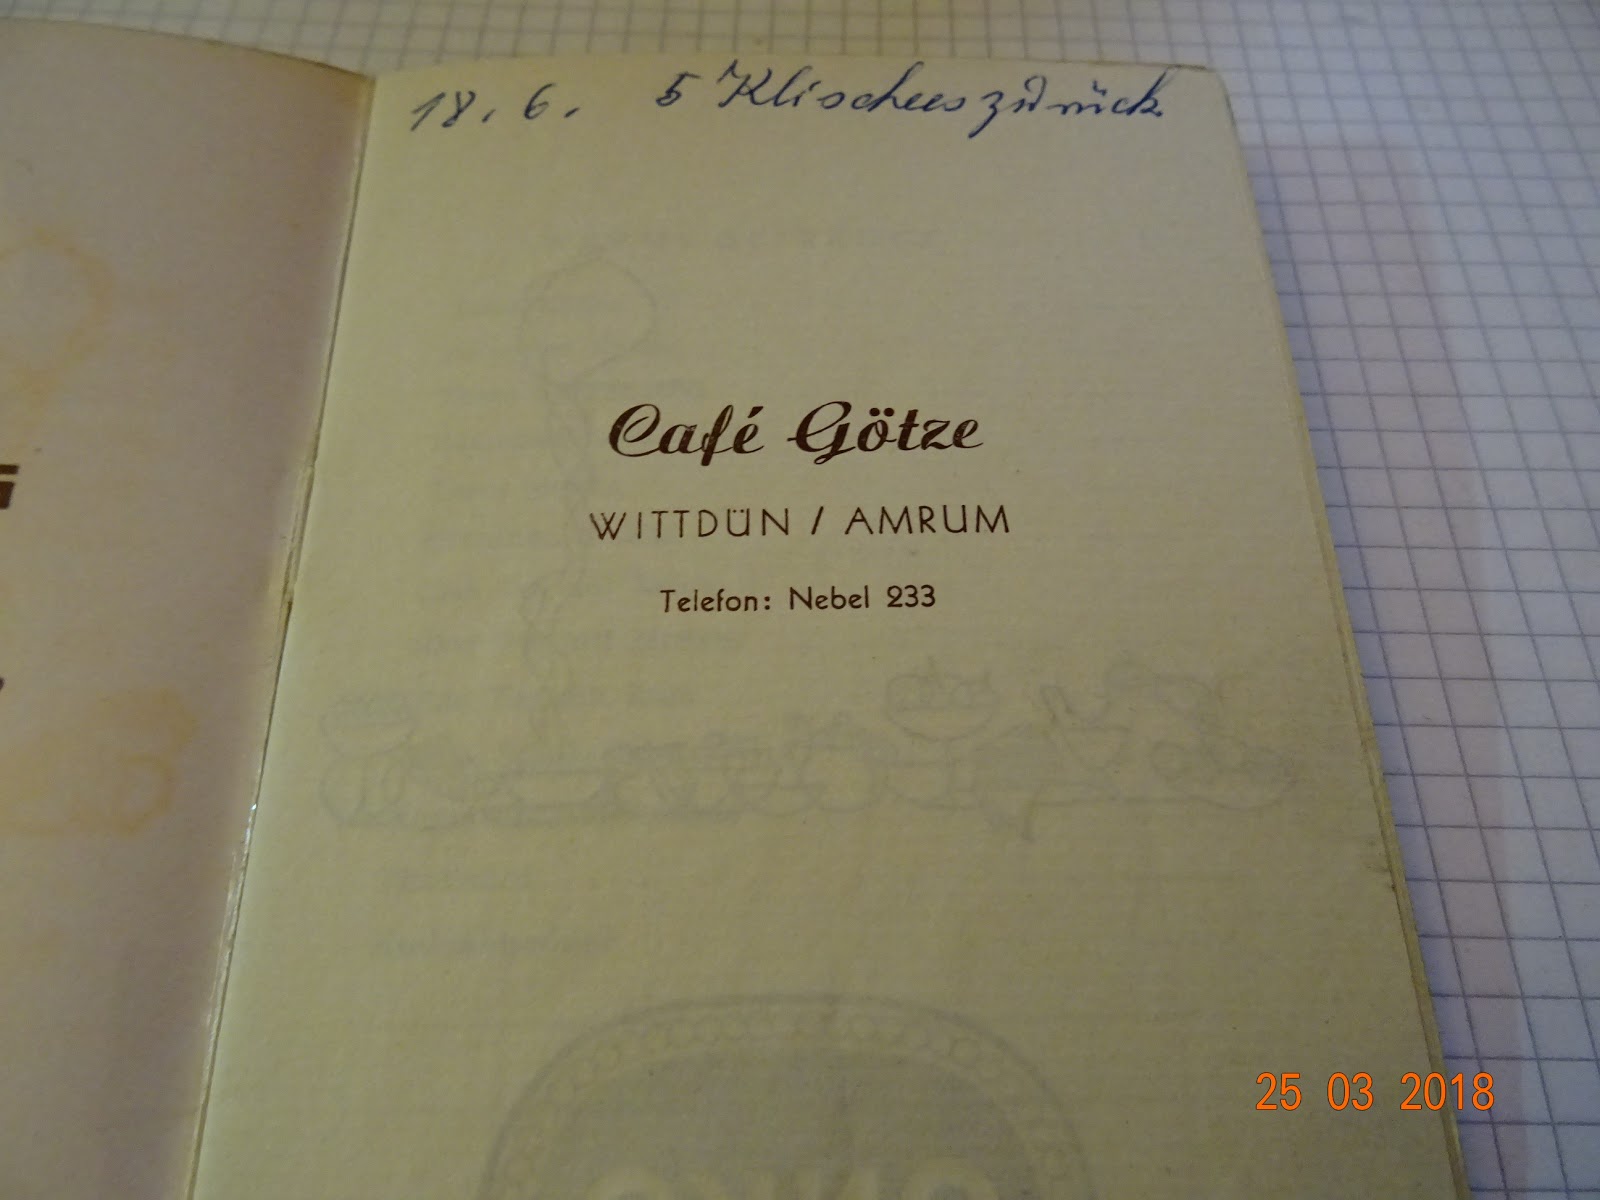 18. 6. 5 Klischees zurück
Café Götze
WITTDÜN / AMRUM
Telefon: Nebel 233
25 03 2018